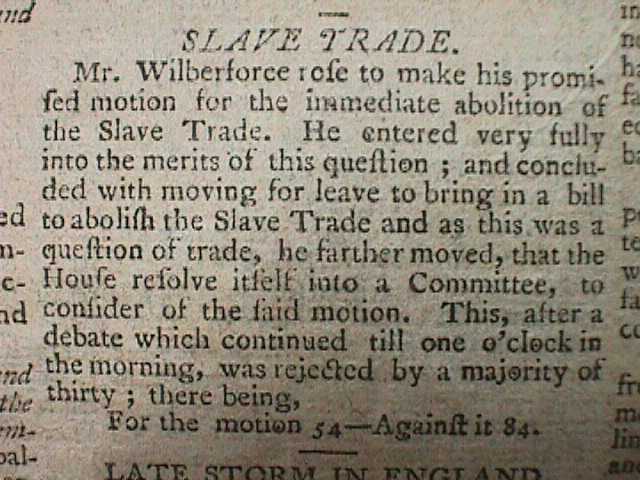 SLAVE TRADE.
Mr. Wilberforce rose to make his promi-
ſed motion for the immediate abolition of
the Slave Trade. He entered very fully
into the merits of this queſtion ; and conclu-
ded with moving for leave to bring in a bill
to aboliſh the Slave Trade and as this was a
queſtion of trade, he farther moved, that the
Houſe reſolve itſelf into a Committee, to
conſider of the ſaid motion. This, after a
debate which continued till one o'clock in
the morning, was rejected by a majority of
thirty ; there being,
For the motion 54—Againſt it 84.
LATE STORM IN ENGLAND